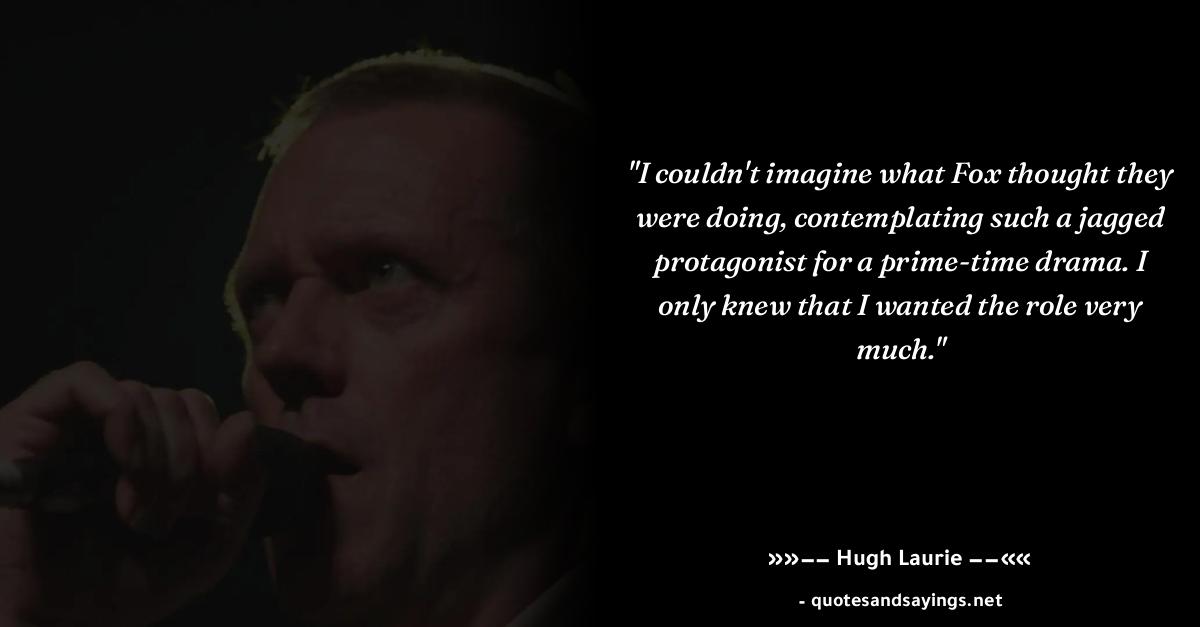 "I couldn't imagine what Fox thought they
were doing, contemplating such a jagged
protagonist for a prime-time drama. I
only knew that I wanted the role very
much."
»»–– Hugh Laurie ––««
- quotesandsayings.net